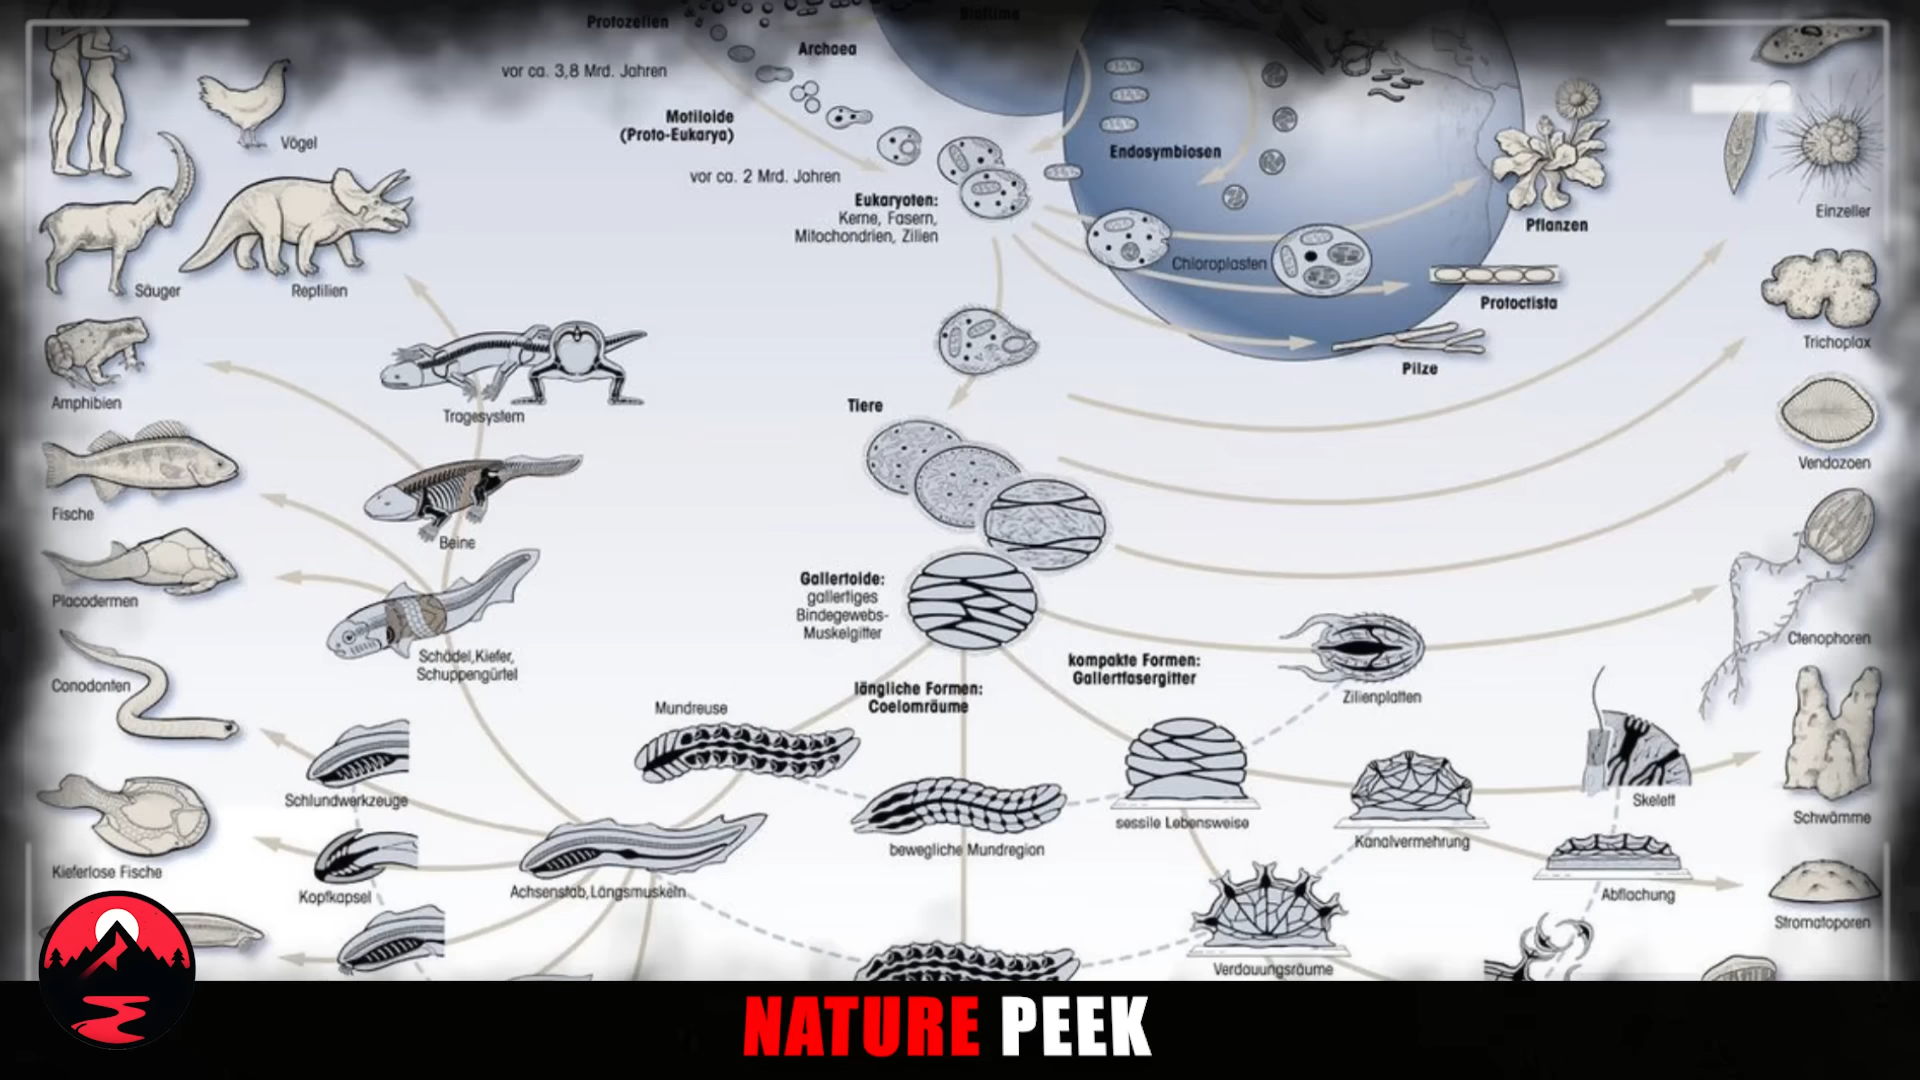 Protozellen
Biofilme
Archaea
vor ca. 3,8 Mrd. Jahren
Motiloide
(Proto-Eukarya)
Vögel
Endosymbiosen
vor ca. 2 Mrd. Jahren
Eukaryoten:
Kerne, Fasern,
Mitochondrien, Zilien
Einzeller
Pflanzen
Chloroplasten
Säuger
Reptilien
Protoctista
Trichoplax
Pilze
Amphibien
Tragesystem
Tiere
Vendozoen
Fische
Beine
Gallertoide:
gallertiges
Bindegewebs-
Muskelgitter
Placodermen
Ctenophoren
Schädel,Kiefer,
Schuppengürtel
kompakte Formen:
Gallertfasergitter
Conodonten
längliche Formen:
Coelomräume
Zilienplatten
Mundreuse
Schlundwerkzeuge
Skelett
Schwämme
sessile Lebensweise
Kanalvermehrung
bewegliche Mundregion
Kieferlose Fische
Kopfkapsel
Achsenstab,Längsmuskeln
Abflachung
Stromatoporen
Verdauungsräume
NATURE PEEK